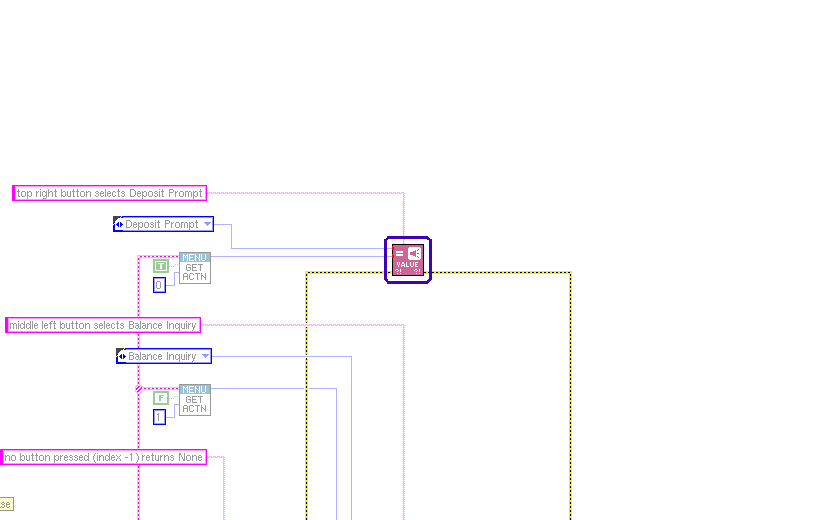 top right button selects Deposit Prompt
Deposit Prompt
MENU
GET
ACTN
T
0
=
VALUE
?! ?!
middle left button selects Balance Inquiry
Balance Inquiry
MENU
GET
ACTN
F
1
no button pressed (index -1) returns None
se